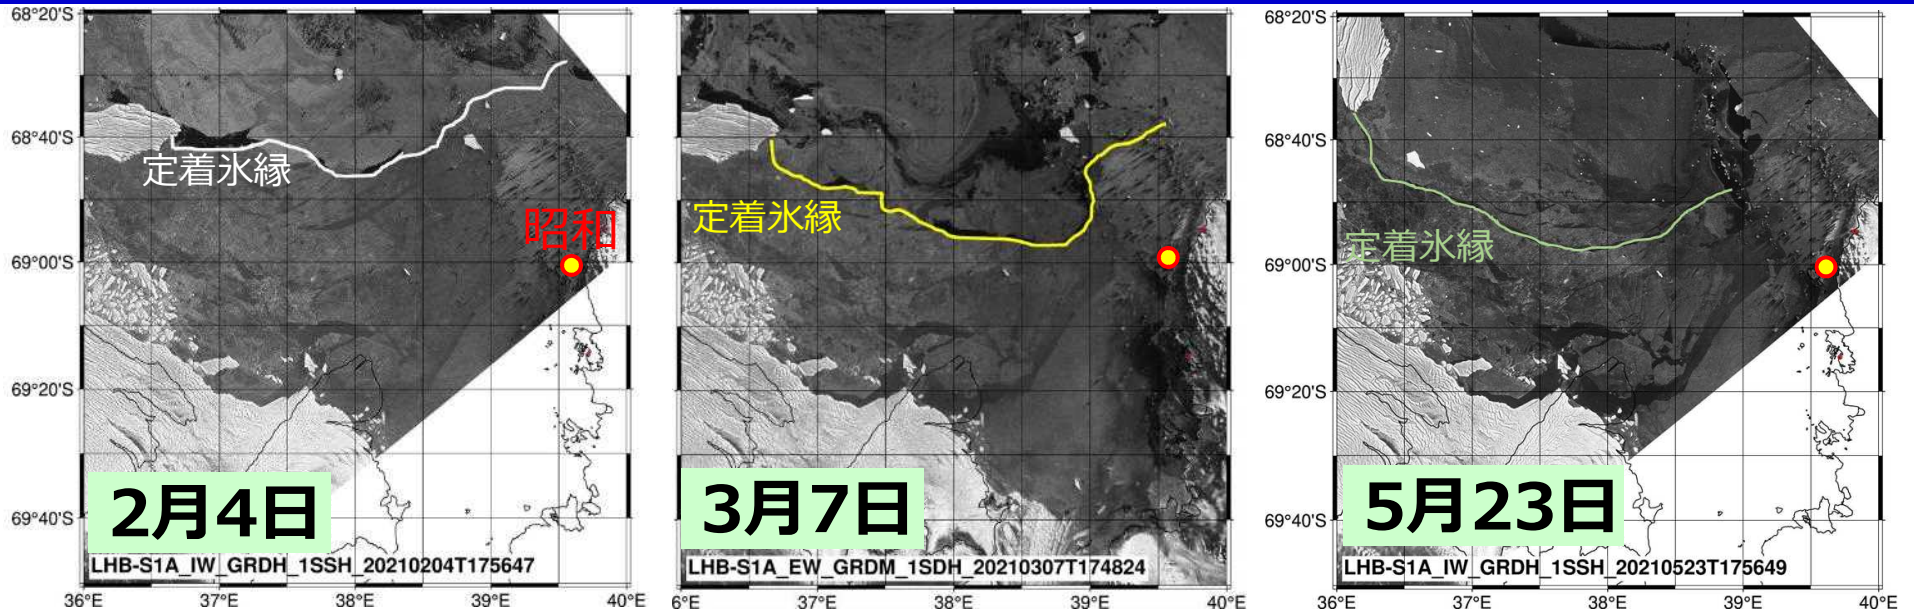 68°20'S
68°40'S
69°00'S
69°20'S
69°40'S
定着氷縁
昭和
2月4日
LHB-S1A_IW_GRDH_1SSH_20210204T175647
36°E 37°E 38°E 39°E 40°E
定着氷縁
3月7日
LHB-S1A_EW_GRDM_1SDH_20210307T174824
6°E 37°E 38°E 39°E 40°E
68°20'S
68°40'S
69°00'S
69°20'S
69°40'S
定着氷縁
5月23日
LHB-S1A_IW_GRDH_1SSH_20210523T175649
36°E 37°E 38°E 39°E 40°E